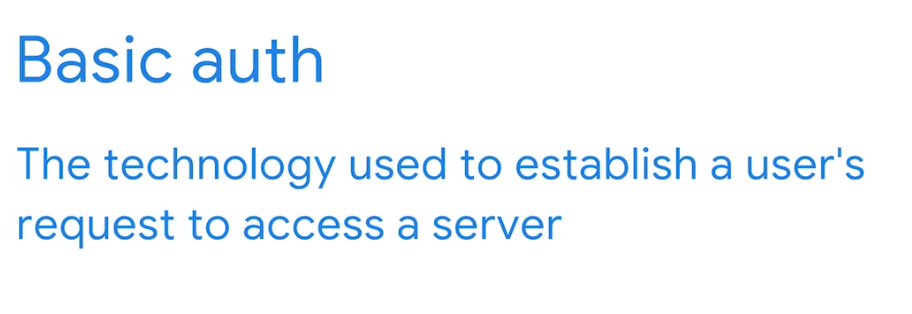 Basic auth
The technology used to establish a user's
request to access a server